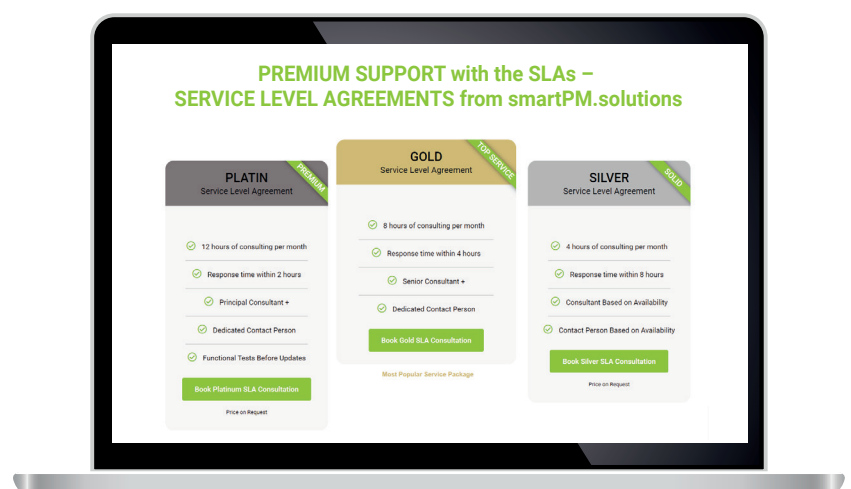 PREMIUM SUPPORT with the SLAs –
SERVICE LEVEL AGREEMENTS from smartPM.solutions
PLATIN
Service Level Agreement
PREMIUM
12 hours of consulting per month
Response time within 2 hours
Principal Consultant +
Dedicated Contact Person
Functional Tests Before Updates
Book Platinum SLA Consultation
Price on Request
GOLD
Service Level Agreement
TOP SERVICE
8 hours of consulting per month
Response time within 4 hours
Senior Consultant +
Dedicated Contact Person
Book Gold SLA Consultation
Most Popular Service Package
SILVER
Service Level Agreement
SOLID
4 hours of consulting per month
Response time within 8 hours
Consultant Based on Availability
Contact Person Based on Availability
Book Silver SLA Consultation
Price on Request